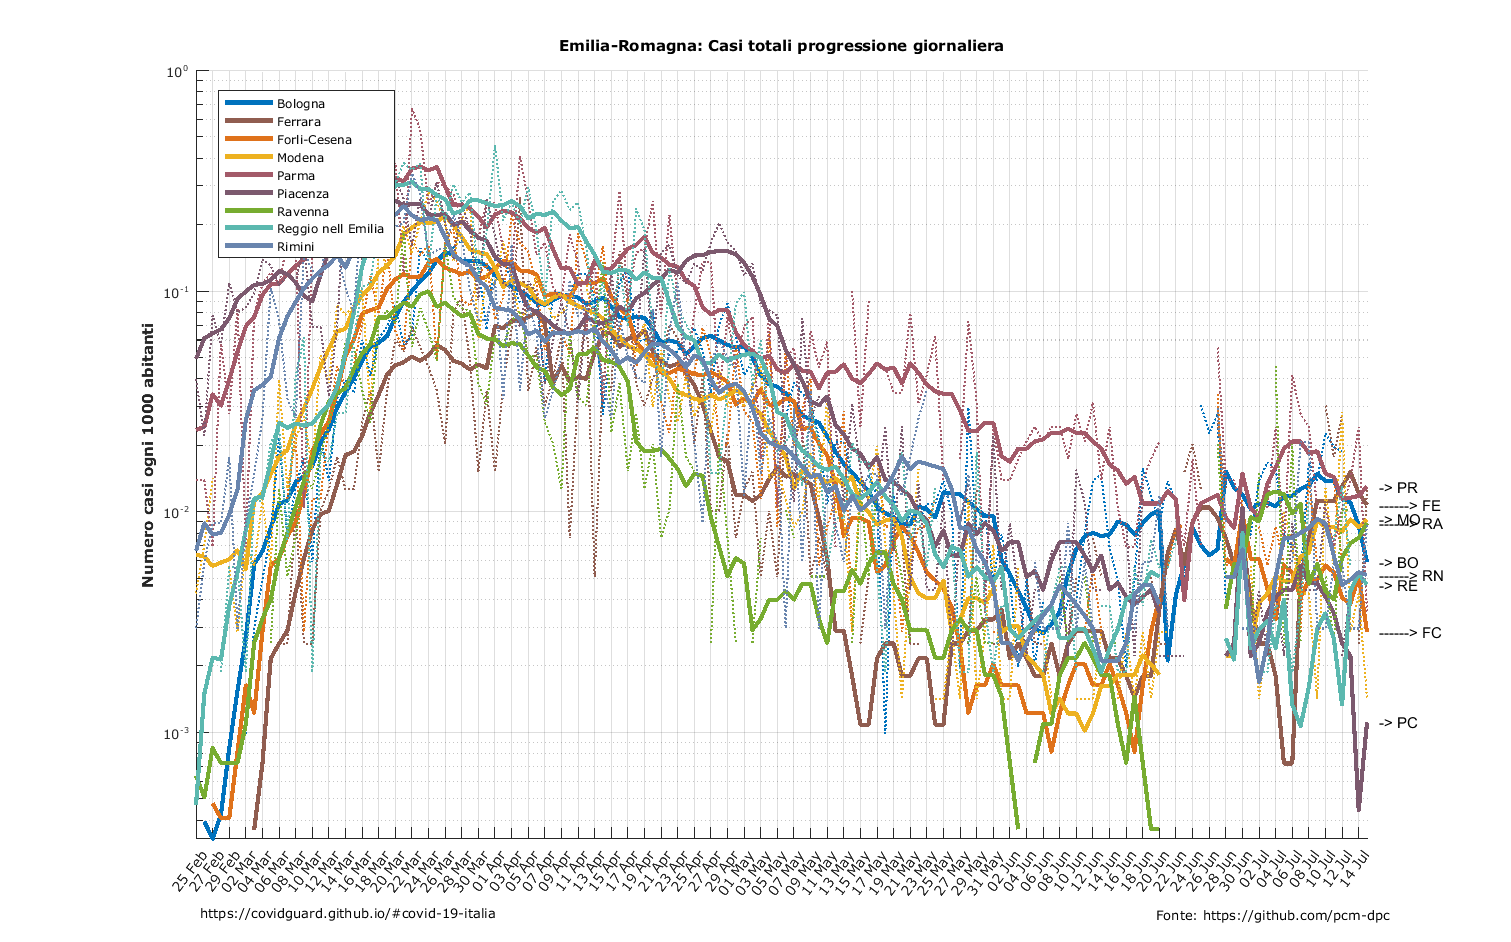 Emilia-Romagna: Casi totali progressione giornaliera
Numero casi ogni 1000 abitanti
10⁰
10⁻¹
10⁻²
10⁻³
Bologna
Ferrara
Forli-Cesena
Modena
Parma
Piacenza
Ravenna
Reggio nell Emilia
Rimini
-> PR
------> FE
-> MO
------> RA
-> BO
------> RN
-> RE
------> FC
-> PC
25 Feb
27 Feb
29 Feb
02 Mar
04 Mar
06 Mar
08 Mar
10 Mar
12 Mar
14 Mar
16 Mar
18 Mar
20 Mar
22 Mar
24 Mar
26 Mar
28 Mar
30 Mar
01 Apr
03 Apr
05 Apr
07 Apr
09 Apr
11 Apr
13 Apr
15 Apr
17 Apr
19 Apr
21 Apr
23 Apr
25 Apr
27 Apr
29 Apr
01 May
03 May
05 May
07 May
09 May
11 May
13 May
15 May
17 May
19 May
21 May
23 May
25 May
27 May
29 May
31 May
02 Jun
04 Jun
06 Jun
08 Jun
10 Jun
12 Jun
14 Jun
16 Jun
18 Jun
20 Jun
22 Jun
24 Jun
26 Jun
28 Jun
30 Jun
02 Jul
04 Jul
06 Jul
08 Jul
10 Jul
12 Jul
14 Jul
https://covidguard.github.io/#covid-19-italia
Fonte: https://github.com/pcm-dpc